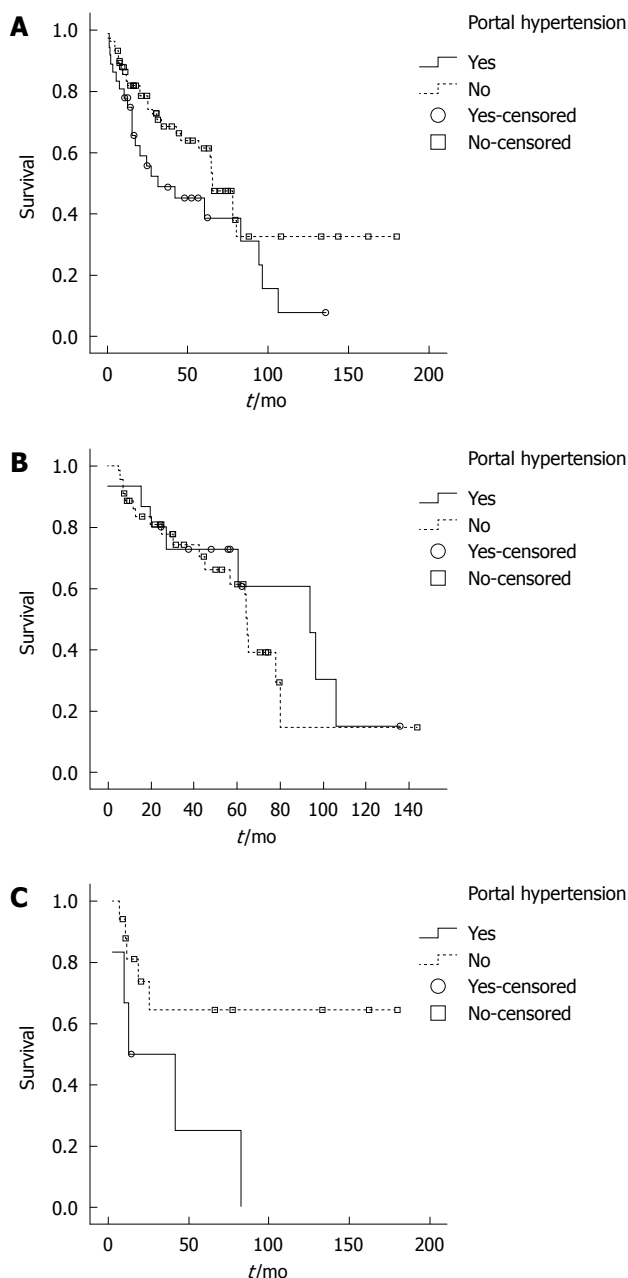 A
Portal hypertension
Yes
No
Yes-censored
No-censored
1.0
0.8
0.6
0.4
0.2
0.0
Survival
0
50
100
150
200
t/mo
B
Portal hypertension
Yes
No
Yes-censored
No-censored
1.0
0.8
0.6
0.4
0.2
0.0
Survival
0
20
40
60
80
100
120
140
t/mo
C
Portal hypertension
Yes
No
Yes-censored
No-censored
1.0
0.8
0.6
0.4
0.2
0.0
Survival
0
50
100
150
200
t/mo